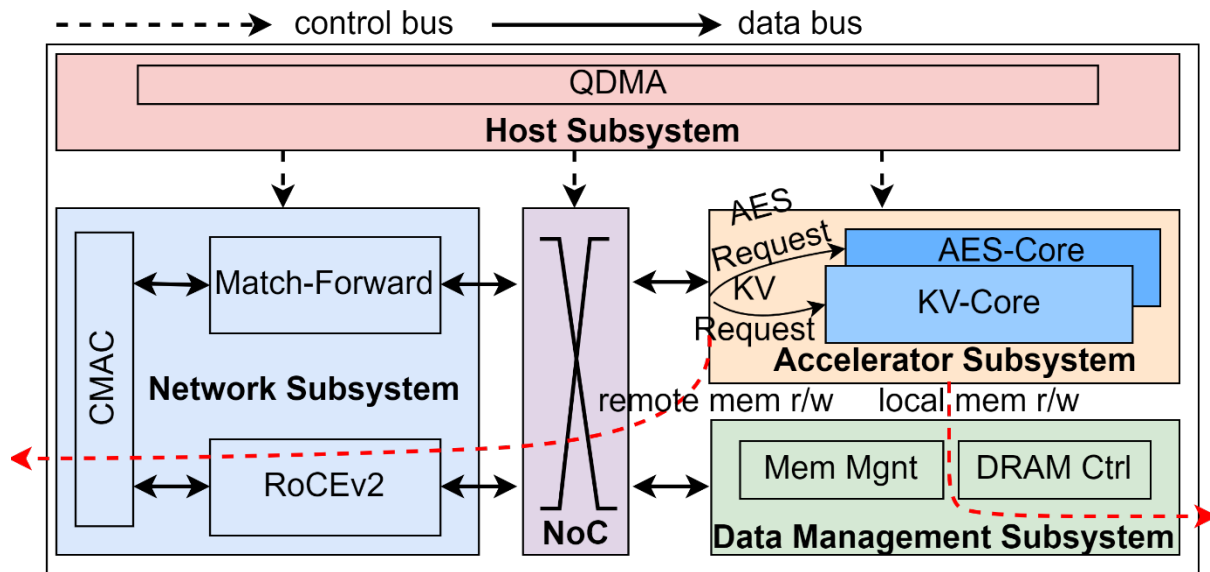 control bus
data bus
QDMA
Host Subsystem
CMAC
Match-Forward
Network Subsystem
RoCEv2
NoC
AES
Request
KV
Request
AES-Core
KV-Core
Accelerator Subsystem
remote mem r/w
local mem r/w
Mem Mgnt
DRAM Ctrl
Data Management Subsystem